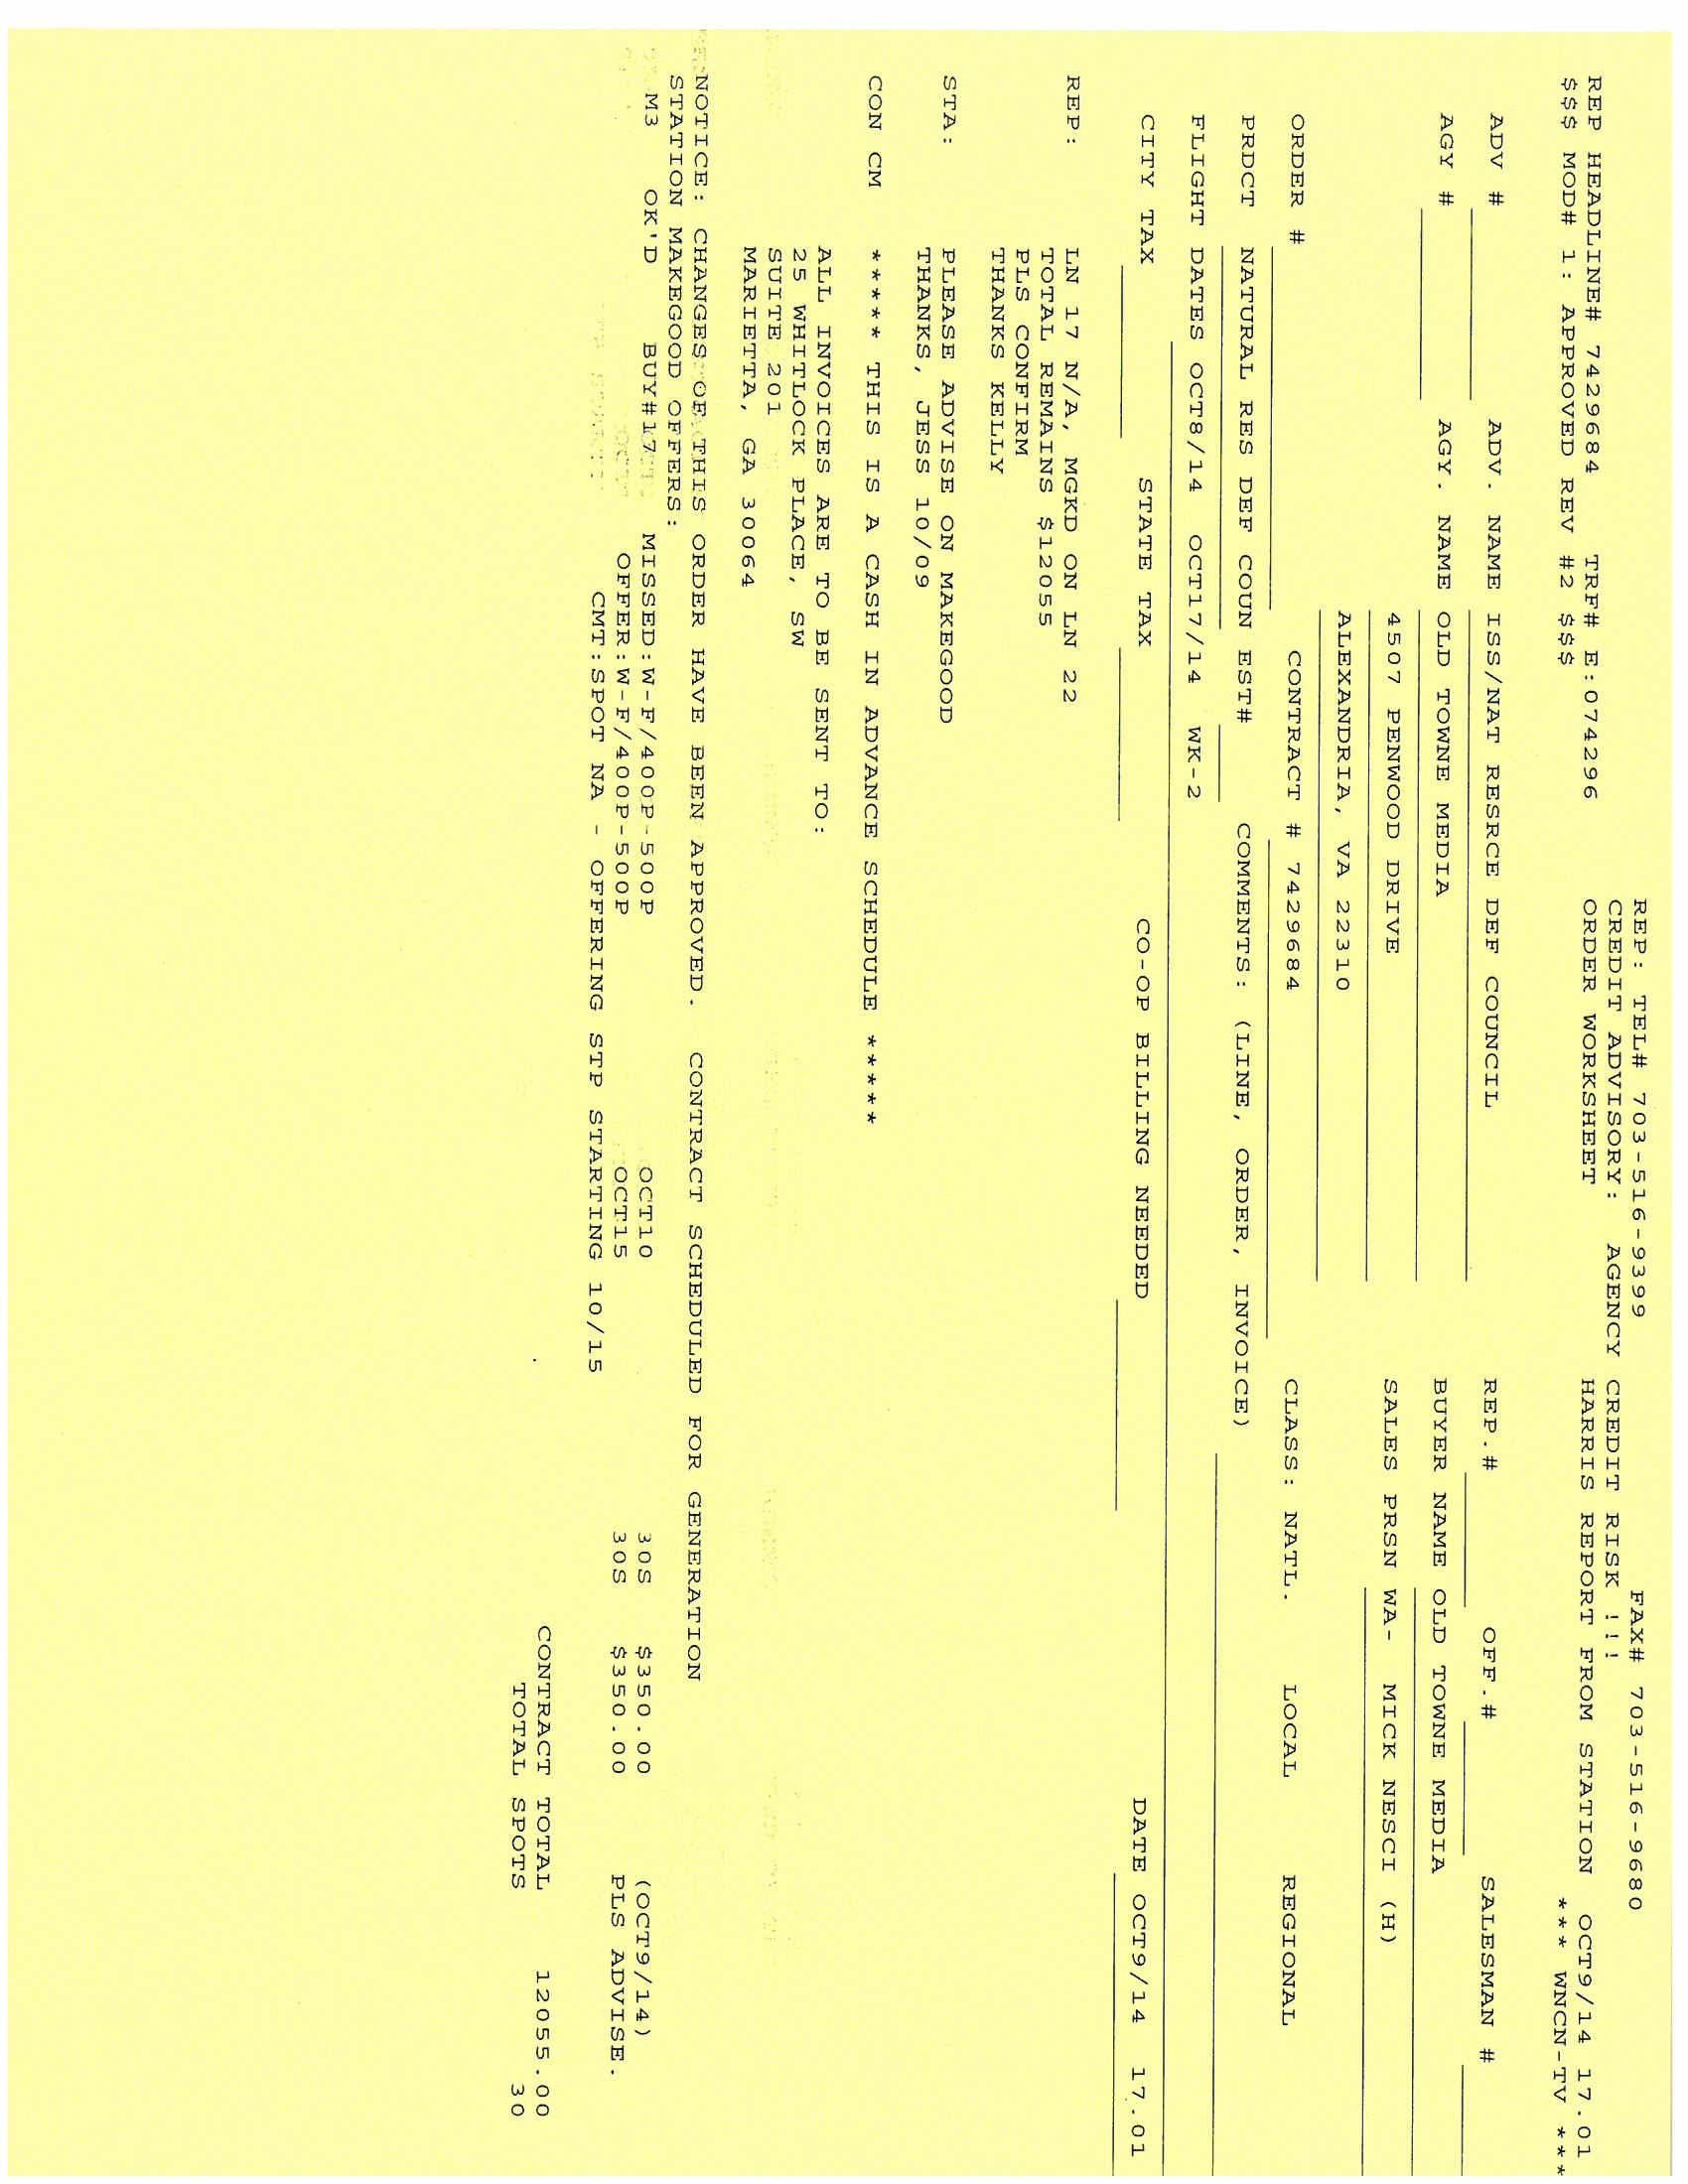 REP: TEL# 703-516-9399 FAX# 703-516-9680
CREDIT ADVISORY: AGENCY CREDIT RISK !!!
REP HEADLINE# 7429684 TRF# E:074296 ORDER WORKSHEET HARRIS REPORT FROM STATION OCT9/14 17.01
$$$ MOD# 1: APPROVED REV #2 $$$ *** WNCN-TV ***
ADV # ADV. NAME ISS/NAT RESRCE DEF COUNCIL REP.# OFF.# SALESMAN #
AGY # AGY. NAME OLD TOWNE MEDIA BUYER NAME OLD TOWNE MEDIA
4507 PENWOOD DRIVE SALES PRSN WA- MICK NESCI (H)
ALEXANDRIA, VA 22310
ORDER # CONTRACT # 7429684 CLASS: NATL. LOCAL REGIONAL
PRDCT NATURAL RES DEF COUN EST# COMMENTS: (LINE, ORDER, INVOICE)
FLIGHT DATES OCT8/14 OCT17/14 WK-2
CITY TAX STATE TAX CO-OP BILLING NEEDED DATE OCT9/14 17.01
REP: LN 17 N/A, MGKD ON LN 22
TOTAL REMAINS $12055
PLS CONFIRM
THANKS KELLY
STA: PLEASE ADVISE ON MAKEGOOD
THANKS, JESS 10/09
CON CM ***** THIS IS A CASH IN ADVANCE SCHEDULE *****
ALL INVOICES ARE TO BE SENT TO:
25 WHITLOCK PLACE, SW
SUITE 201
MARIETTA, GA 30064
NOTICE: CHANGES OF THIS ORDER HAVE BEEN APPROVED. CONTRACT SCHEDULED FOR GENERATION
STATION MAKEGOOD OFFERS:
M3 OK'D BUY#17 MISSED:W-F/400P-500P OCT10 30S $350.00 (OCT9/14)
OFFER:W-F/400P-500P OCT15 30S $350.00 PLS ADVISE.
CMT:SPOT NA - OFFERING STP STARTING 10/15
CONTRACT TOTAL 12055.00
TOTAL SPOTS 30